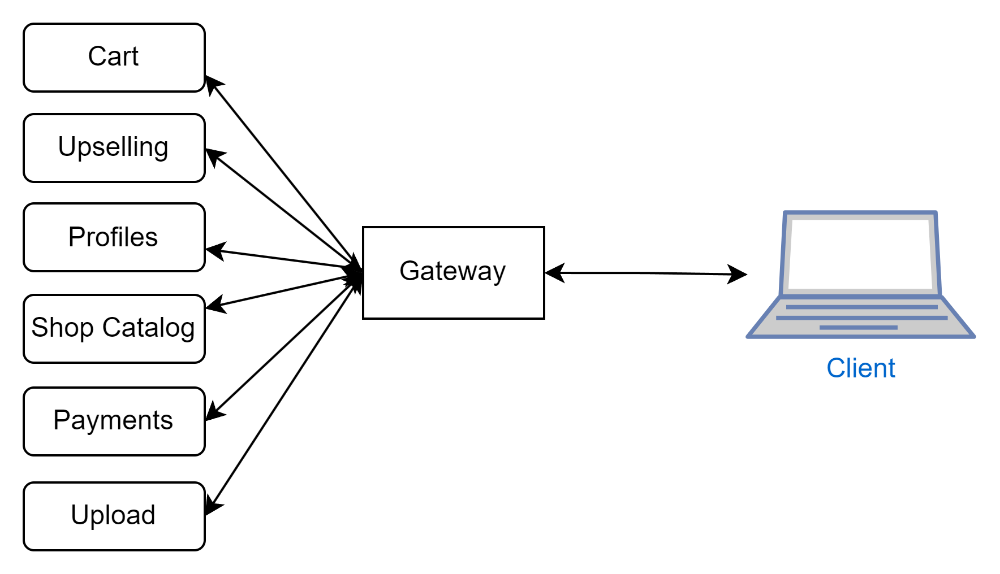 Cart
Upselling
Profiles
Shop Catalog
Payments
Upload
Gateway
Client